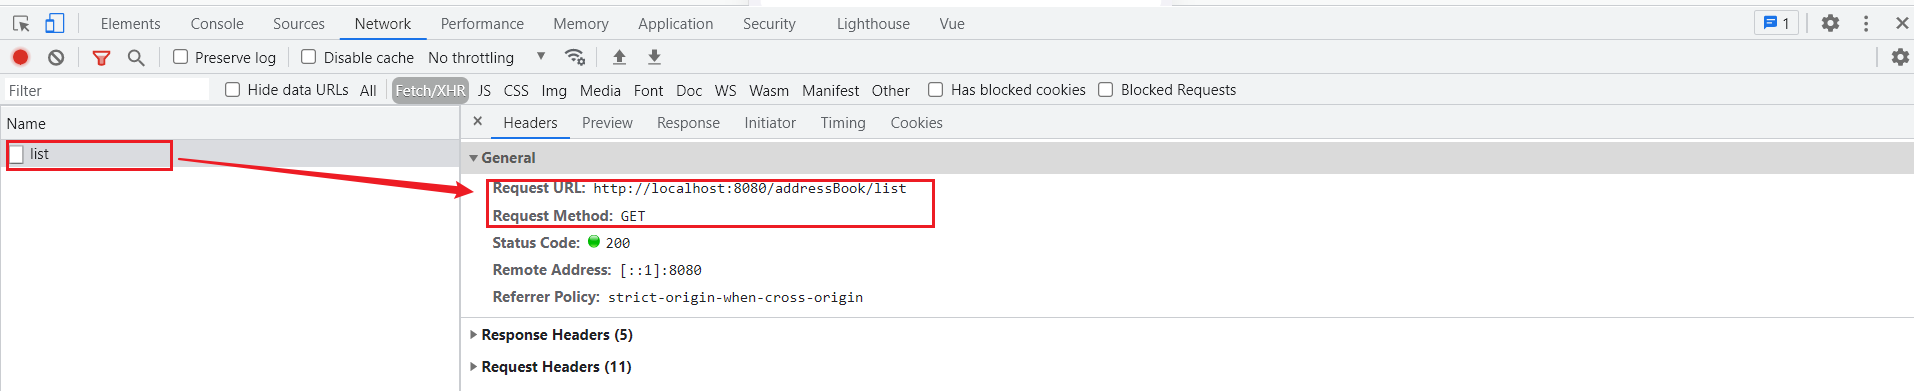 Elements Console Sources Network Performance Memory Application Security Lighthouse Vue 1
Preserve log Disable cache No throttling
Filter Hide data URLs All Fetch/XHR JS CSS Img Media Font Doc WS Wasm Manifest Other Has blocked cookies Blocked Requests
Name
list
Headers Preview Response Initiator Timing Cookies
General
Request URL: http://localhost:8080/addressBook/list
Request Method: GET
Status Code: 200
Remote Address: [::1]:8080
Referrer Policy: strict-origin-when-cross-origin
Response Headers (5)
Request Headers (11)